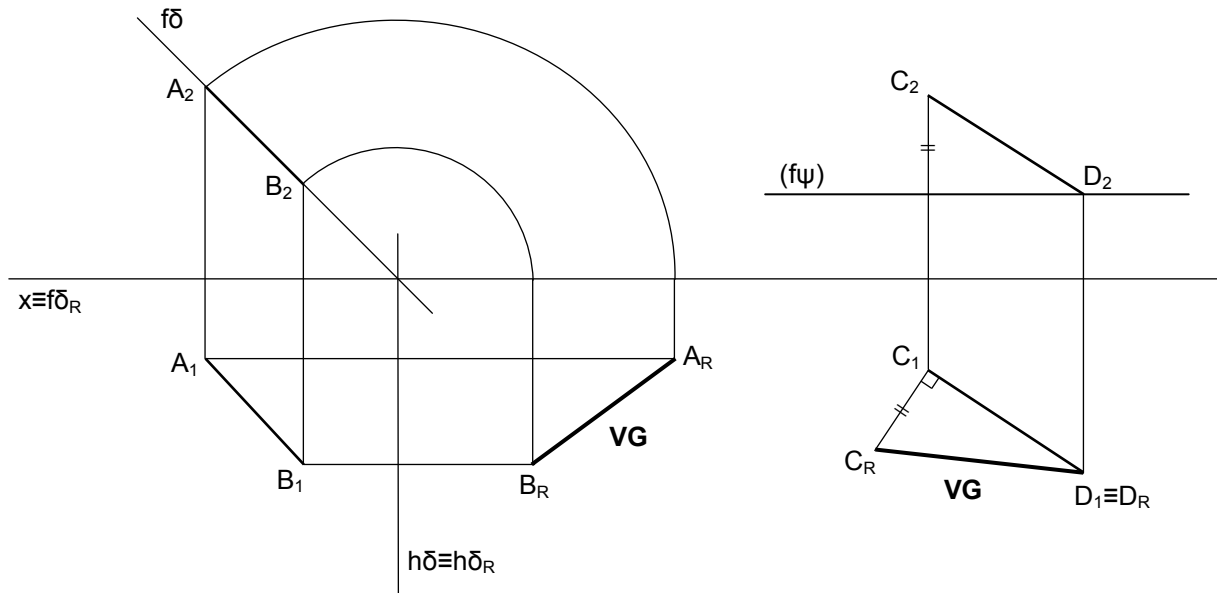 fδ
A₂
B₂
x≡fδ_R
A₁
B₁
A_R
B_R
VG
hδ≡hδ_R
C₂
(fψ)
D₂
C₁
C_R
VG
D₁≡D_R